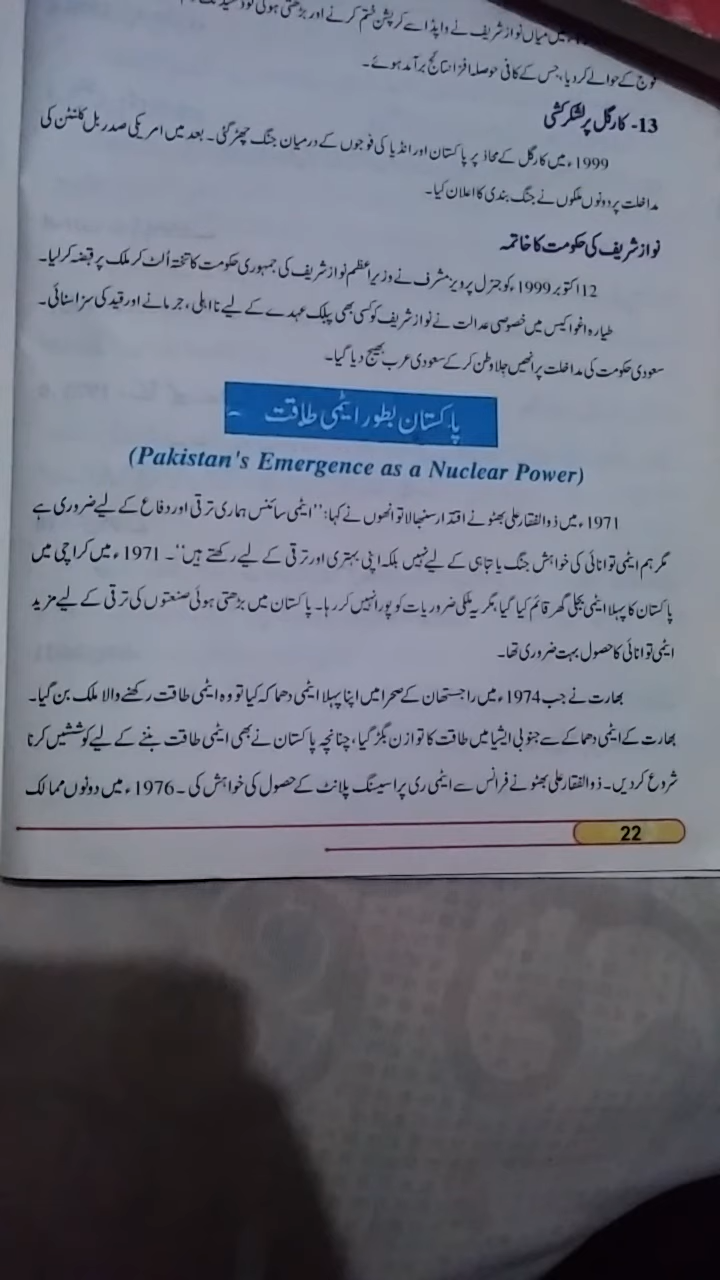 میں میاں نواز شریف نے واپڈا سے کرپشن ختم کرنے اور بڑھتی ہوئی
فوج کے حوالے کر دیا، جس کے کافی حوصلہ افزا نتائج برآمد ہوئے۔
13- کارگل پر لشکر کشی
1999ء میں کارگل کے محاذ پر پاکستان اور انڈیا کی فوجوں کے درمیان جنگ چھڑ گئی۔ بعد میں امریکی صدر بل کلنٹن کی
مداخلت پر دونوں ملکوں نے جنگ بندی کا اعلان کیا۔
نواز شریف کی حکومت کا خاتمہ
12 اکتوبر 1999ء کو جنرل پرویز مشرف نے وزیراعظم نواز شریف کی جمہوری حکومت کا تختہ اُلٹ کر ملک پر قبضہ کر لیا۔
طیارہ اغوا کیس میں خصوصی عدالت نے نواز شریف کو کسی بھی پبلک عہدے کے لیے نااہلی، جرمانے اور قید کی سزا سنائی۔
سعودی حکومت کی مداخلت پر انھیں جلا وطن کر کے سعودی عرب بھیج دیا گیا۔
پاکستان بطور ایٹمی طاقت
(Pakistan's Emergence as a Nuclear Power)
1971ء میں ذوالفقار علی بھٹو نے اقتدار سنبھالا تو انھوں نے کہا: ''ایٹمی سائنس ہماری ترقی اور دفاع کے لیے ضروری ہے
مگر ہم ایٹمی توانائی کی خواہش جنگ یا تباہی کے لیے نہیں بلکہ اپنی بہتری اور ترقی کے لیے رکھتے ہیں''۔ 1971ء میں کراچی میں
پاکستان کا پہلا ایٹمی بجلی گھر قائم کیا گیا، مگر یہ ملکی ضروریات کو پورا نہیں کر رہا۔ پاکستان میں بڑھتی ہوئی صنعتوں کی ترقی کے لیے مزید
ایٹمی توانائی کا حصول بہت ضروری تھا۔
بھارت نے جب 1974ء میں راجستھان کے صحرا میں اپنا پہلا ایٹمی دھماکہ کیا تو وہ ایٹمی طاقت رکھنے والا ملک بن گیا۔
بھارت کے ایٹمی دھماکے سے جنوبی ایشیا میں طاقت کا توازن بگڑ گیا، چنانچہ پاکستان نے بھی ایٹمی طاقت بننے کے لیے کوششیں کرنا
شروع کر دیں۔ ذوالفقار علی بھٹو نے فرانس سے ایٹمی ری پراسیسنگ پلانٹ کے حصول کی خواہش کی۔ 1976ء میں دونوں ممالک
22